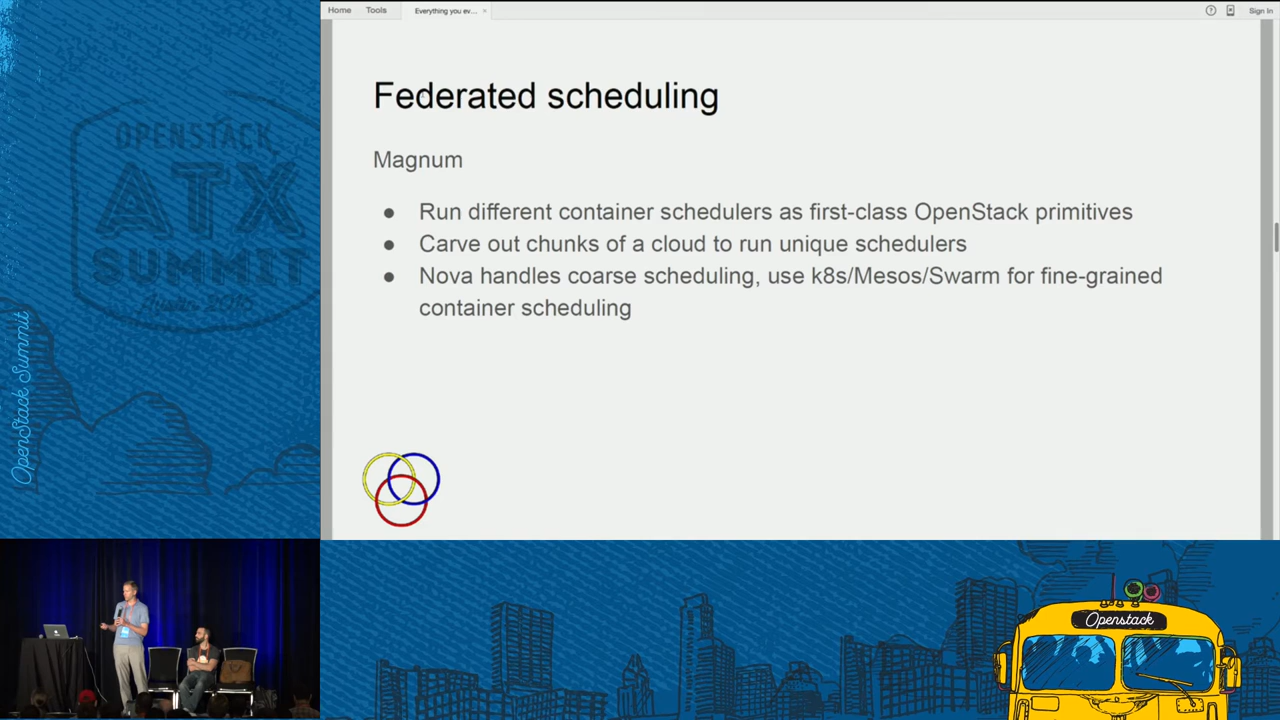 Home Tools Everything you ev... × ? Sign In
Federated scheduling
Magnum
● Run different container schedulers as first-class OpenStack primitives
● Carve out chunks of a cloud to run unique schedulers
● Nova handles coarse scheduling, use k8s/Mesos/Swarm for fine-grained
container scheduling
OPENSTACK
ATX
SUMMIT
Austin 2016
OpenStack Summit
Openstack